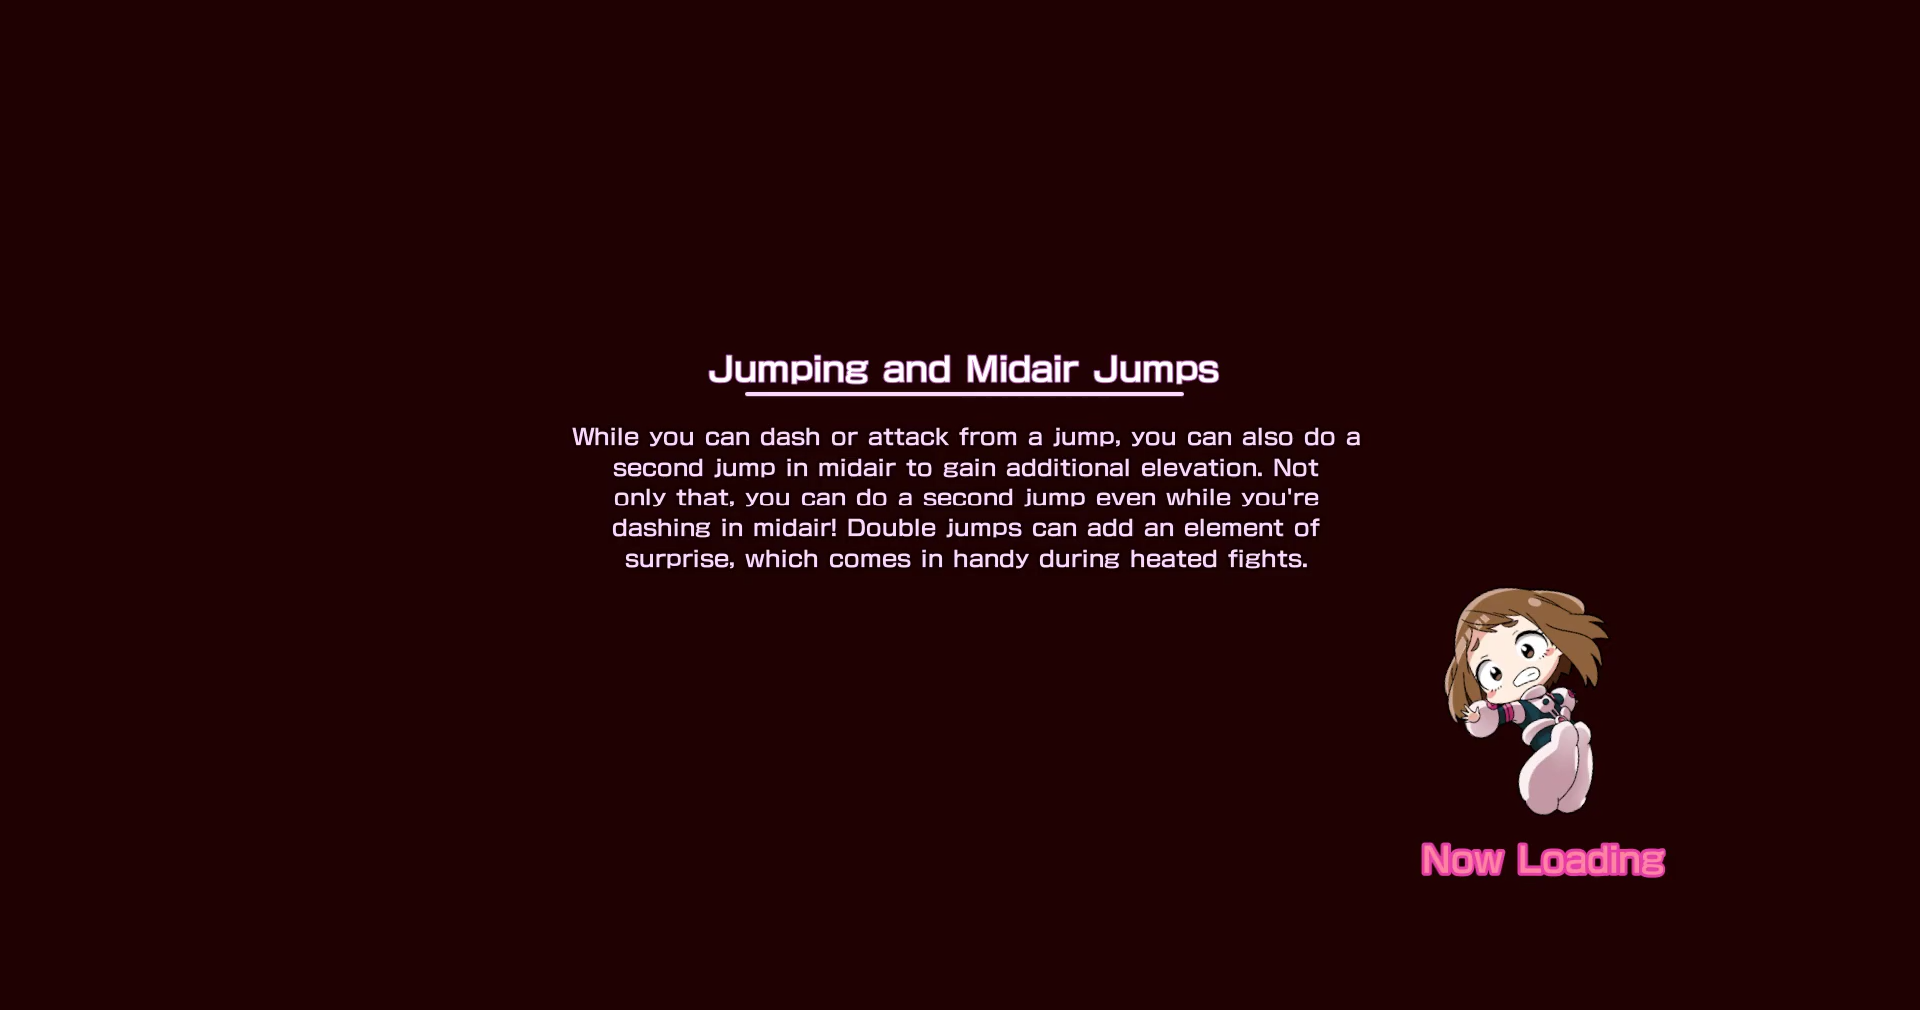 Jumping and Midair Jumps
While you can dash or attack from a jump, you can also do a
second jump in midair to gain additional elevation. Not
only that, you can do a second jump even while you're
dashing in midair! Double jumps can add an element of
surprise, which comes in handy during heated fights.
Now Loading